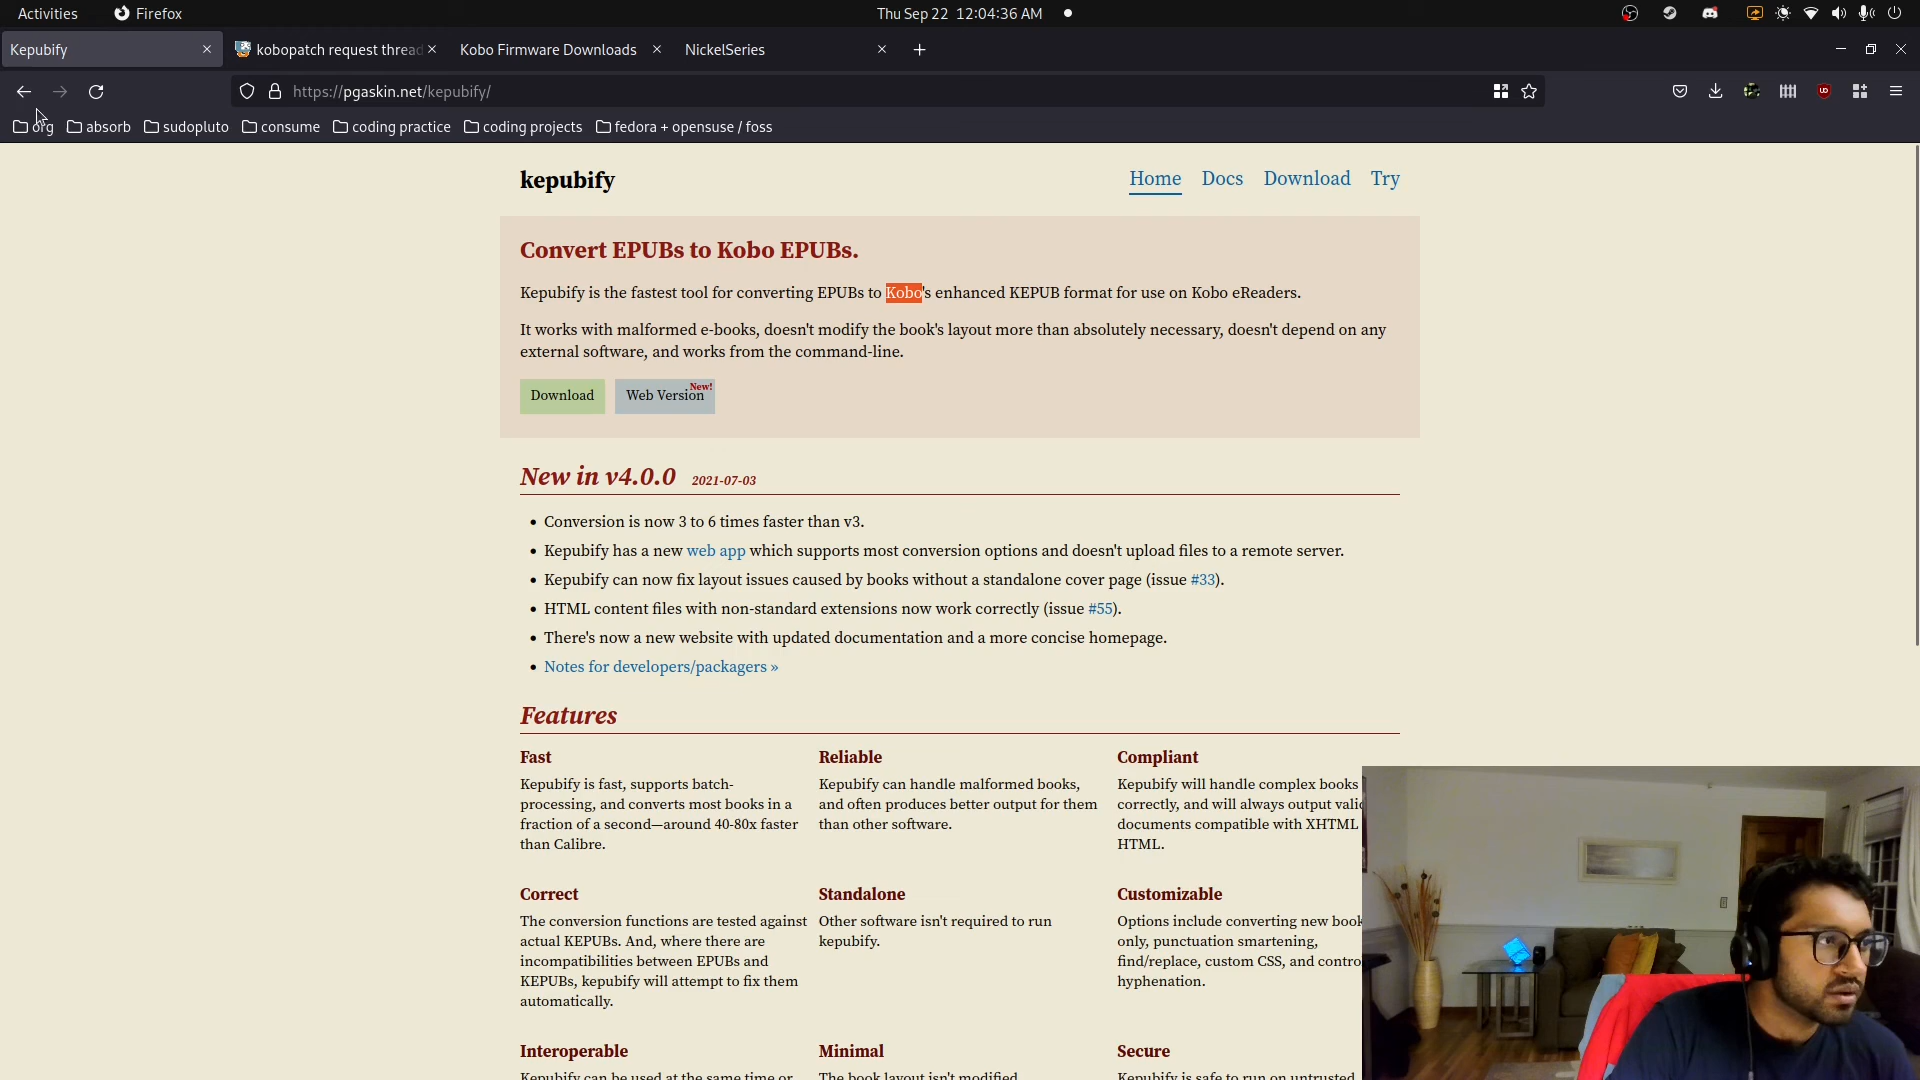 Activities Firefox Thu Sep 22 12:04:36 AM
Kepubify kobopatch request thread Kobo Firmware Downloads NickelSeries
https://pgaskin.net/kepubify/
org absorb sudopluto consume coding practice coding projects fedora + opensuse / foss
kepubify Home Docs Download Try
Convert EPUBs to Kobo EPUBs.
Kepubify is the fastest tool for converting EPUBs to Kobo's enhanced KEPUB format for use on Kobo eReaders.
It works with malformed e-books, doesn't modify the book's layout more than absolutely necessary, doesn't depend on any
external software, and works from the command-line.
Download Web Version New!
New in v4.0.0 2021-07-03
• Conversion is now 3 to 6 times faster than v3.
• Kepubify has a new web app which supports most conversion options and doesn't upload files to a remote server.
• Kepubify can now fix layout issues caused by books without a standalone cover page (issue #33).
• HTML content files with non-standard extensions now work correctly (issue #55).
• There's now a new website with updated documentation and a more concise homepage.
• Notes for developers/packagers »
Features
Fast
Kepubify is fast, supports batch-
processing, and converts most books in a
fraction of a second—around 40-80x faster
than Calibre.
Reliable
Kepubify can handle malformed books,
and often produces better output for them
than other software.
Compliant
Kepubify will handle complex books
correctly, and will always output valid
documents compatible with XHTML
HTML.
Correct
The conversion functions are tested against
actual KEPUBs. And, where there are
incompatibilities between EPUBs and
KEPUBs, kepubify will attempt to fix them
automatically.
Standalone
Other software isn't required to run
kepubify.
Customizable
Options include converting new book
only, punctuation smartening,
find/replace, custom CSS, and contro
hyphenation.
Interoperable
Kepubify can be used at the same time or
Minimal
The book layout isn't modified
Secure
Kepubify is safe to run on untrusted